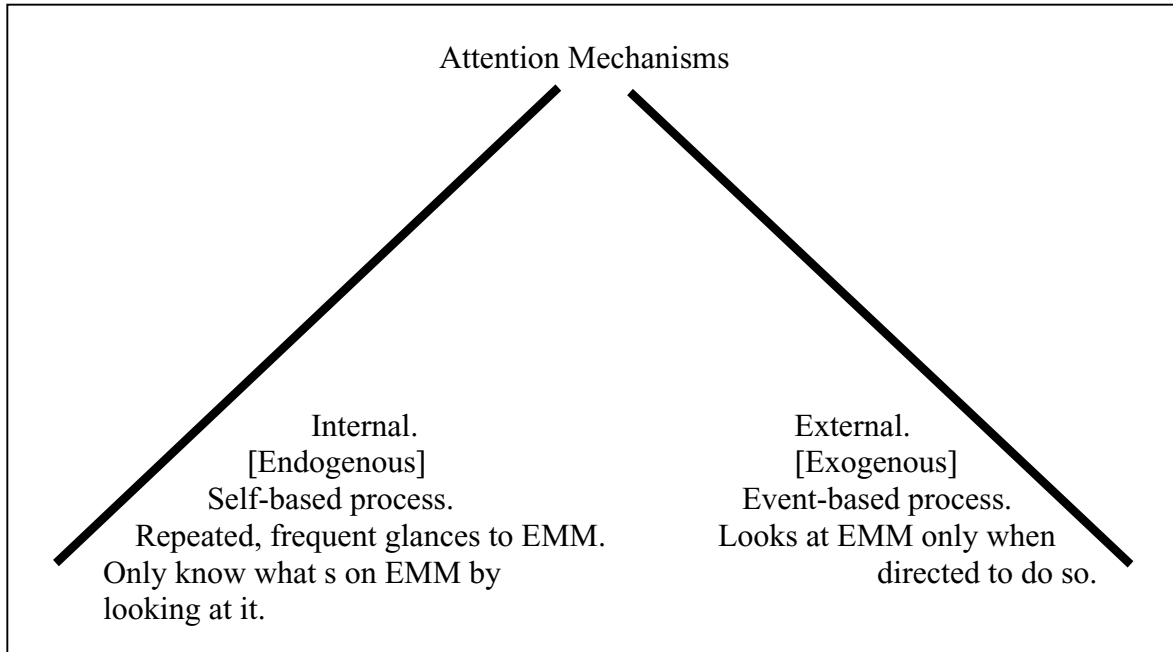 Attention Mechanisms
Internal.
[Endogenous]
Self-based process.
Repeated, frequent glances to EMM.
Only know what s on EMM by
looking at it.
External.
[Exogenous]
Event-based process.
Looks at EMM only when
directed to do so.